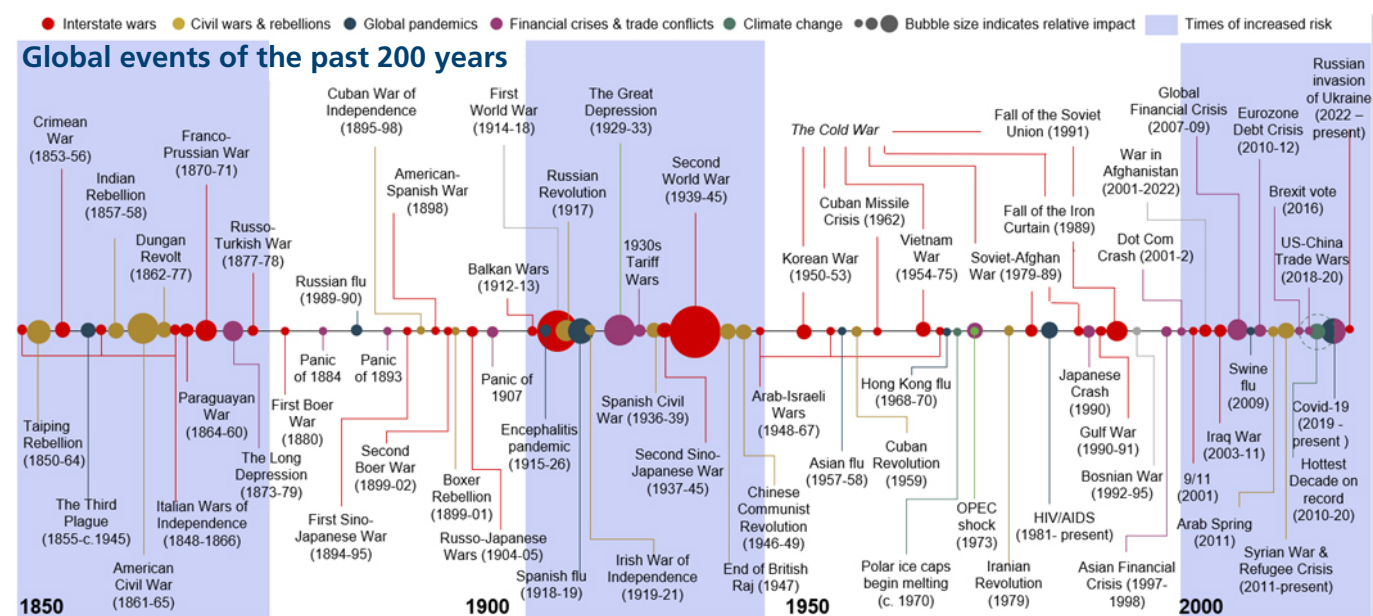 Interstate wars
Civil wars & rebellions
Global pandemics
Financial crises & trade conflicts
Climate change
Bubble size indicates relative impact
Times of increased risk
Global events of the past 200 years
Crimean
War
(1853-56)
Indian
Rebellion
(1857-58)
Dungan
Revolt
(1862-77)
Franco-
Prussian War
(1870-71)
Russo-
Turkish War
(1877-78)
Russian flu
(1989-90)
Cuban War of
Independence
(1895-98)
American-
Spanish War
(1898)
Balkan Wars
(1912-13)
First
World War
(1914-18)
Russian
Revolution
(1917)
The Great
Depression
(1929-33)
1930s
Tariff
Wars
Second
World War
(1939-45)
The Cold War
Korean War
(1950-53)
Cuban Missile
Crisis (1962)
Vietnam
War
(1954-75)
Soviet-Afghan
War (1979-89)
Fall of the Soviet
Union (1991)
Fall of the Iron
Curtain (1989)
War in
Afghanistan
(2001-2022)
Dot Com
Crash (2001-2)
Global
Financial Crisis
(2007-09)
Eurozone
Debt Crisis
(2010-12)
Brexit vote
(2016)
US-China
Trade Wars
(2018-20)
Russian
invasion
of Ukraine
(2022 –
present)
Taiping
Rebellion
(1850-64)
The Third
Plague
(1855-c.1945)
American
Civil War
(1861-65)
Italian Wars of
Independence
(1848-1866)
Paraguayan
War
(1864-60)
The Long
Depression
(1873-79)
First Boer
War
(1880)
Panic
of 1884
Panic
of 1893
First Sino-
Japanese War
(1894-95)
Second
Boer War
(1899-02)
Boxer
Rebellion
(1899-01)
Russo-Japanese
Wars (1904-05)
Panic of
1907
Encephalitis
pandemic
(1915-26)
Spanish flu
(1918-19)
Irish War of
Independence
(1919-21)
Spanish Civil
War (1936-39)
Second Sino-
Japanese War
(1937-45)
End of British
Raj (1947)
Chinese
Communist
Revolution
(1946-49)
Arab-Israeli
Wars
(1948-67)
Asian flu
(1957-58)
Cuban
Revolution
(1959)
Hong Kong flu
(1968-70)
Polar ice caps
begin melting
(c. 1970)
OPEC
shock
(1973)
Iranian
Revolution
(1979)
HIV/AIDS
(1981- present)
Japanese
Crash
(1990)
Gulf War
(1990-91)
Bosnian War
(1992-95)
Asian Financial
Crisis (1997-
1998)
9/11
(2001)
Iraq War
(2003-11)
Swine
flu
(2009)
Arab Spring
(2011)
Syrian War &
Refugee Crisis
(2011-present)
Covid-19
(2019 -
present )
Hottest
Decade on
record
(2010-20)
1850
1900
1950
2000